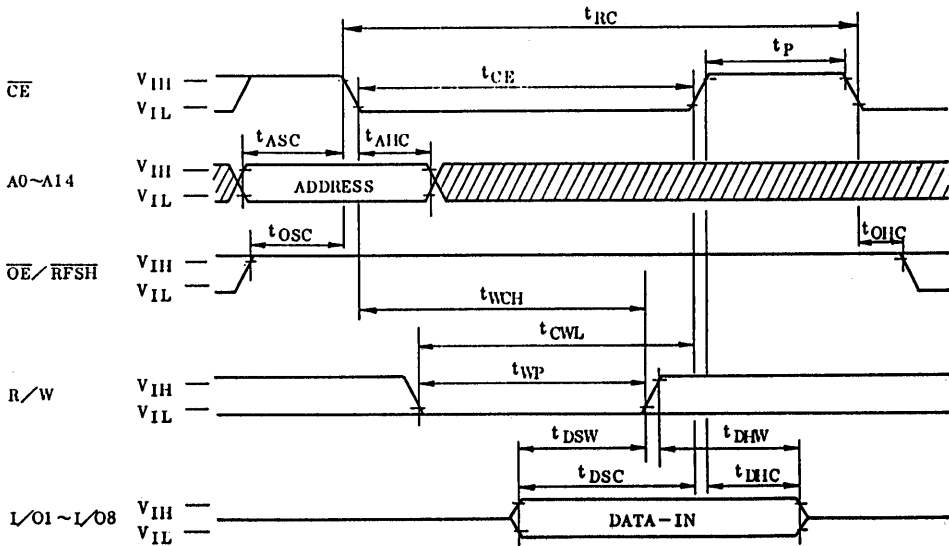 tRC
tP
CE VIH VIL tCE
tASC tAHC
A0~A14 VIH VIL ADDRESS
tOSC tOHC
OE/RFSH VIH VIL
tWCH
tCWL
tWP
R/W VIH VIL
tDSW tDHW
tDSC tDHC
I/O1~I/O8 VIH VIL DATA-IN